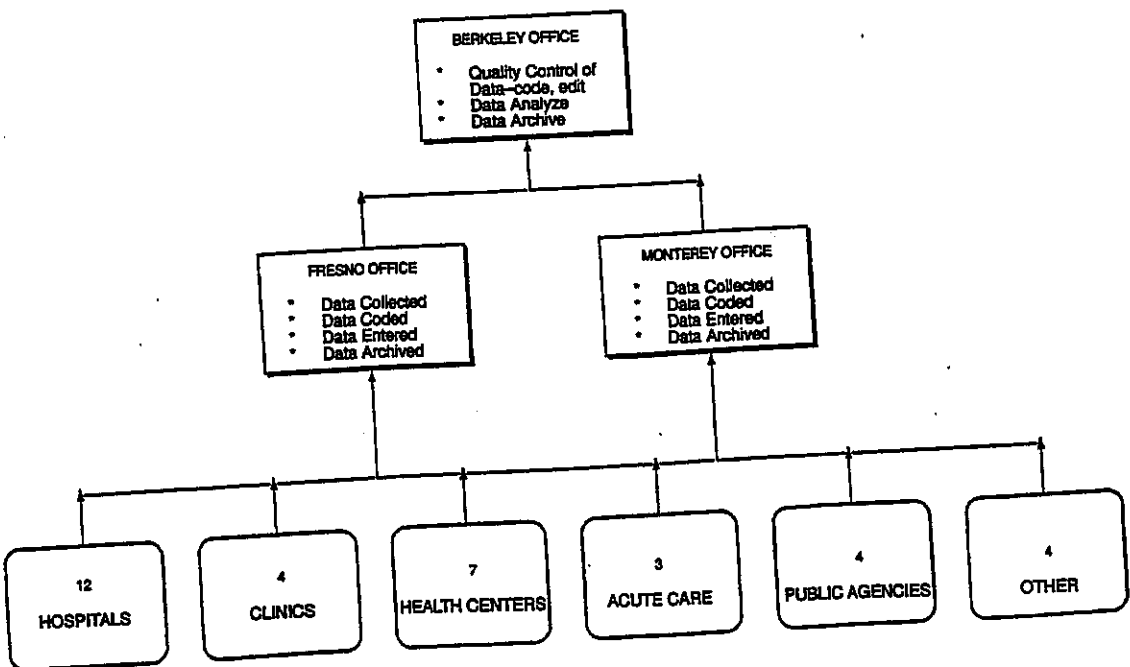 BERKELEY OFFICE
* Quality Control of
Data-code, edit
* Data Analyze
* Data Archive
FRESNO OFFICE
* Data Collected
* Data Coded
* Data Entered
* Data Archived
MONTEREY OFFICE
* Data Collected
* Data Coded
* Data Entered
* Data Archived
12
HOSPITALS
4
CLINICS
7
HEALTH CENTERS
3
ACUTE CARE
4
PUBLIC AGENCIES
4
OTHER